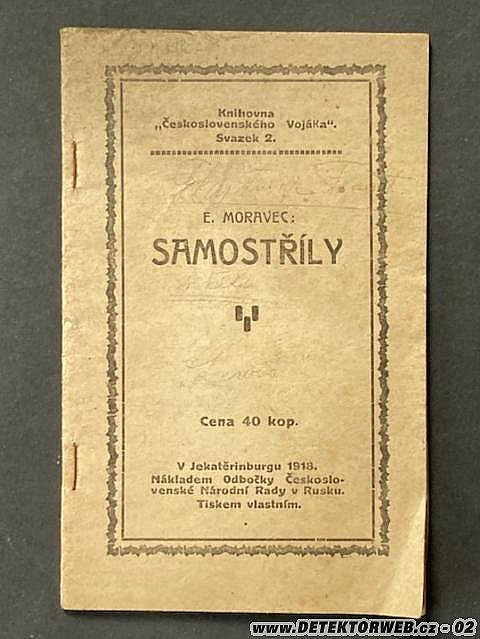 Knihovna
„Československého Vojáka".
Svazek 2.
E. MORAVEC:
SAMOSTŘÍLY
Cena 40 kop.
V Jekatěrinburgu 1918.
Nákladem Odbočky Českoslo-
venské Národní Rady v Rusku.
Tiskem vlastním.
www.DETEKTORWEB.cz - 02